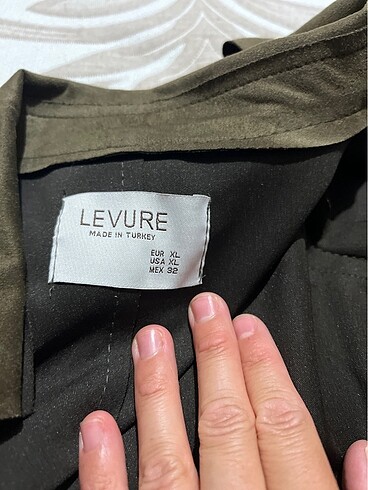 LEVURE
MADE IN TURKEY
EUR XL
USA XL
MEX 32